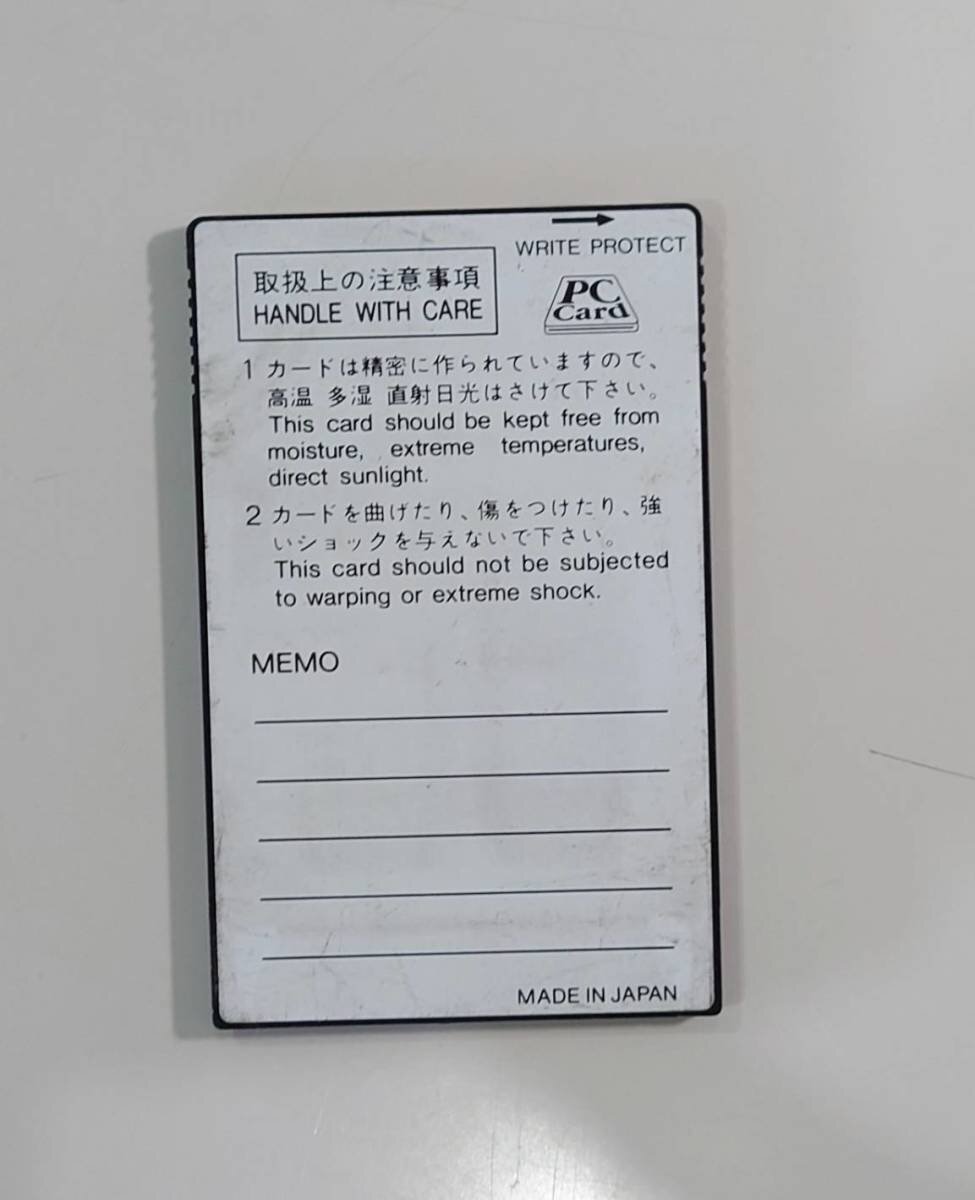 WRITE PROTECT
取扱上の注意事項
HANDLE WITH CARE
PC
Card
1 カードは精密に作られていますので、
高温 多湿 直射日光はさけて下さい。
This card should be kept free from
moisture, extreme temperatures,
direct sunlight.
2 カードを曲げたり、傷をつけたり、強
いショックを与えないで下さい。
This card should not be subjected
to warping or extreme shock.
MEMO
MADE IN JAPAN